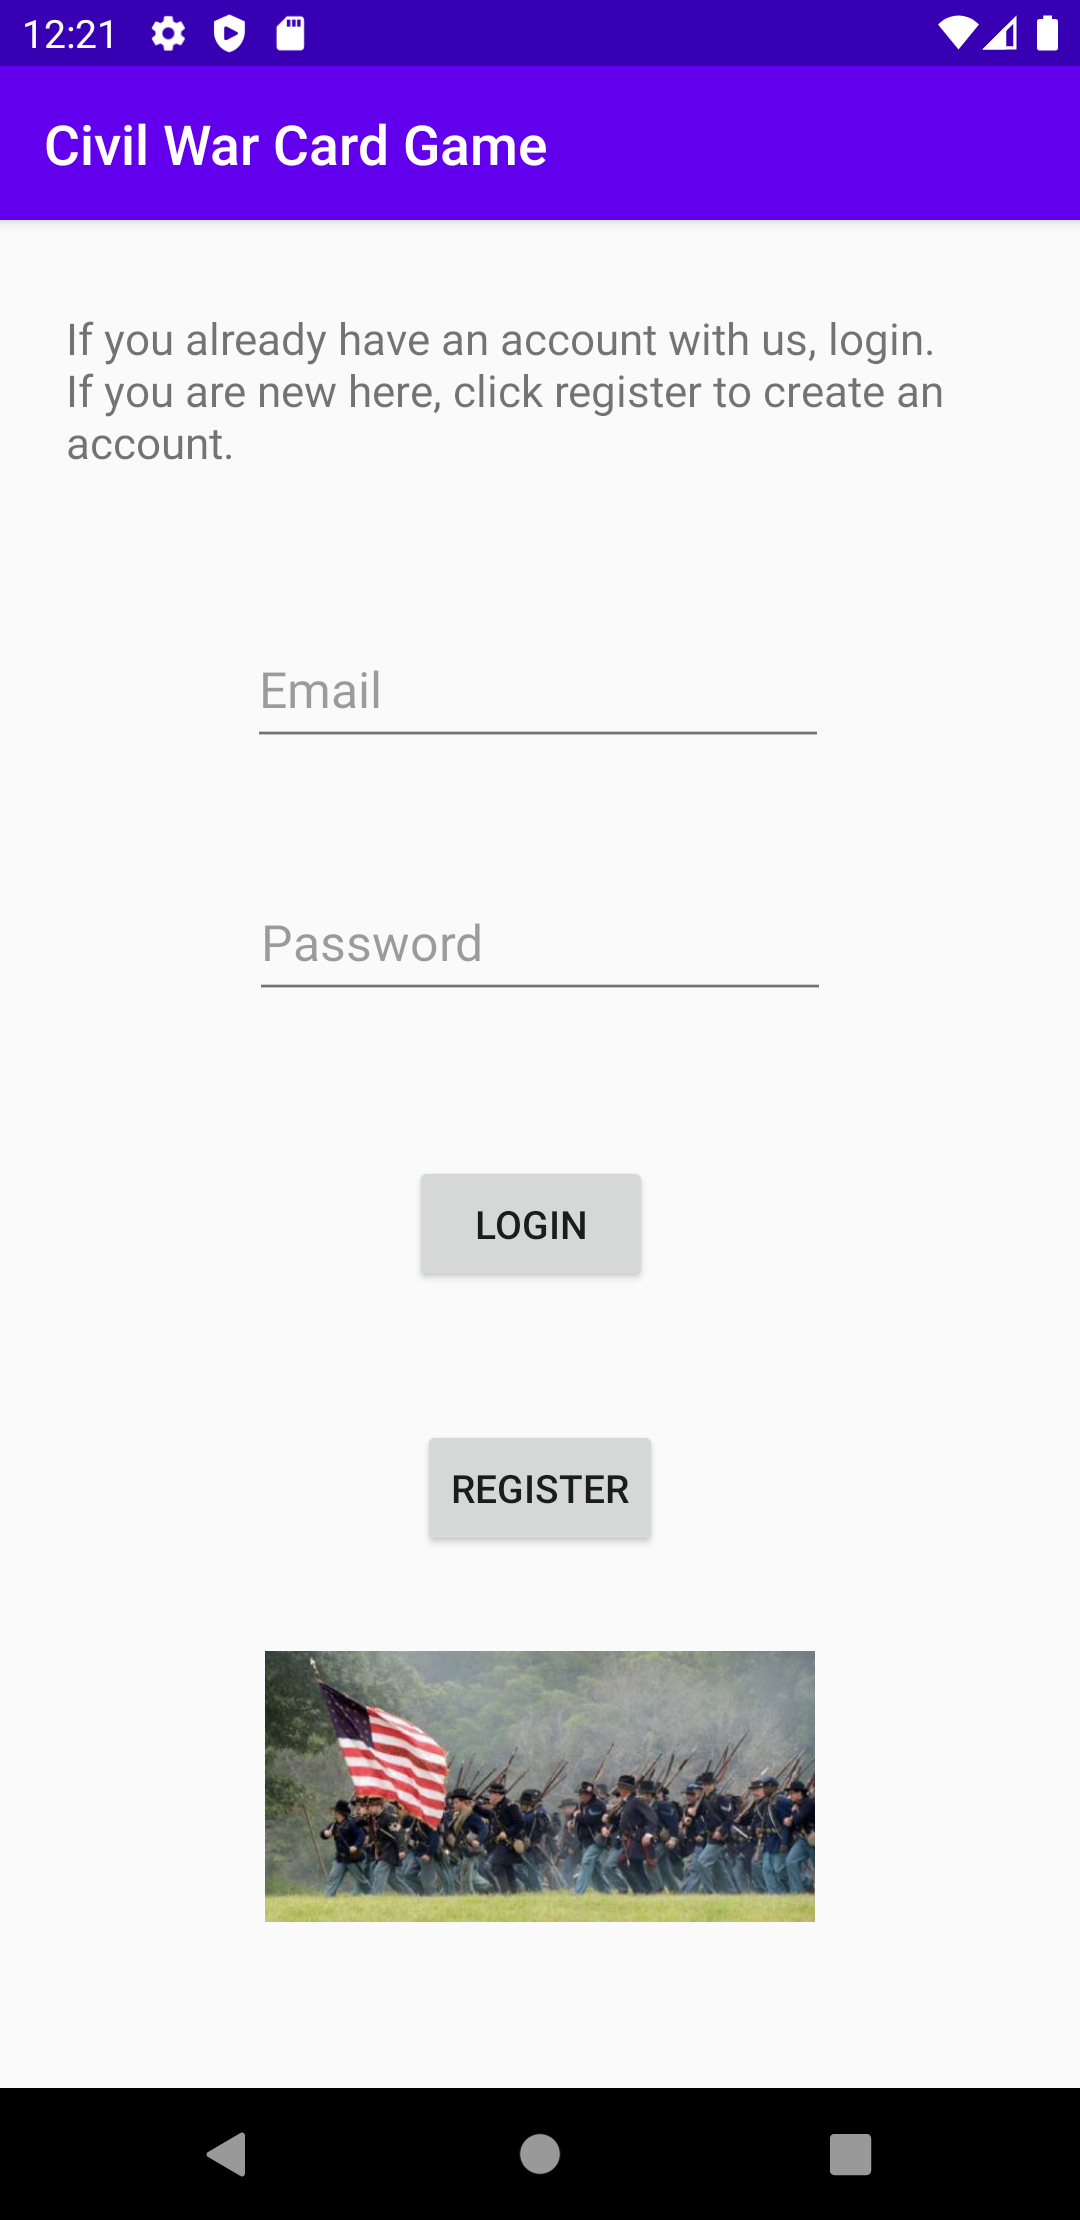 12:21
Civil War Card Game
If you already have an account with us, login.
If you are new here, click register to create an
account.
Email
Password
LOGIN
REGISTER